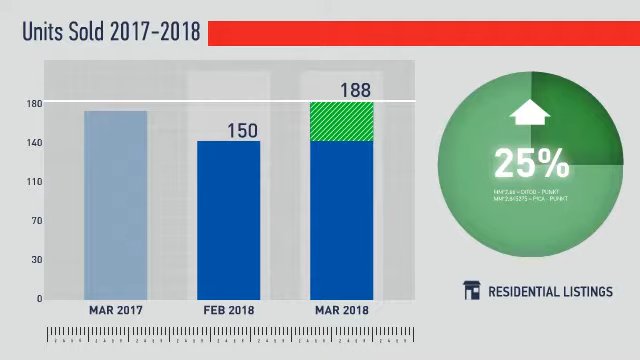 Units Sold 2017-2018
188
180
150
140
110
70
30
0
MAR 2017
FEB 2018
MAR 2018
25%
RESIDENTIAL LISTINGS